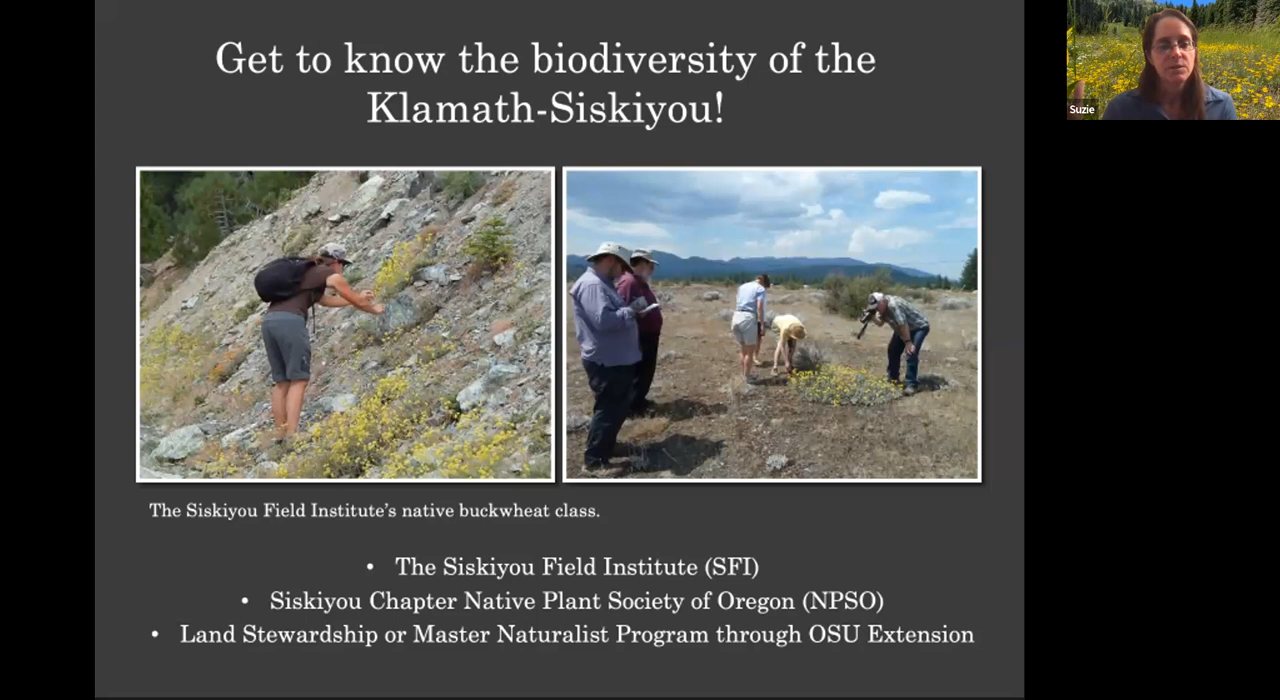 Get to know the biodiversity of the
Klamath-Siskiyou!
Suzie
The Siskiyou Field Institute's native buckwheat class.
• The Siskiyou Field Institute (SFI)
• Siskiyou Chapter Native Plant Society of Oregon (NPSO)
• Land Stewardship or Master Naturalist Program through OSU Extension